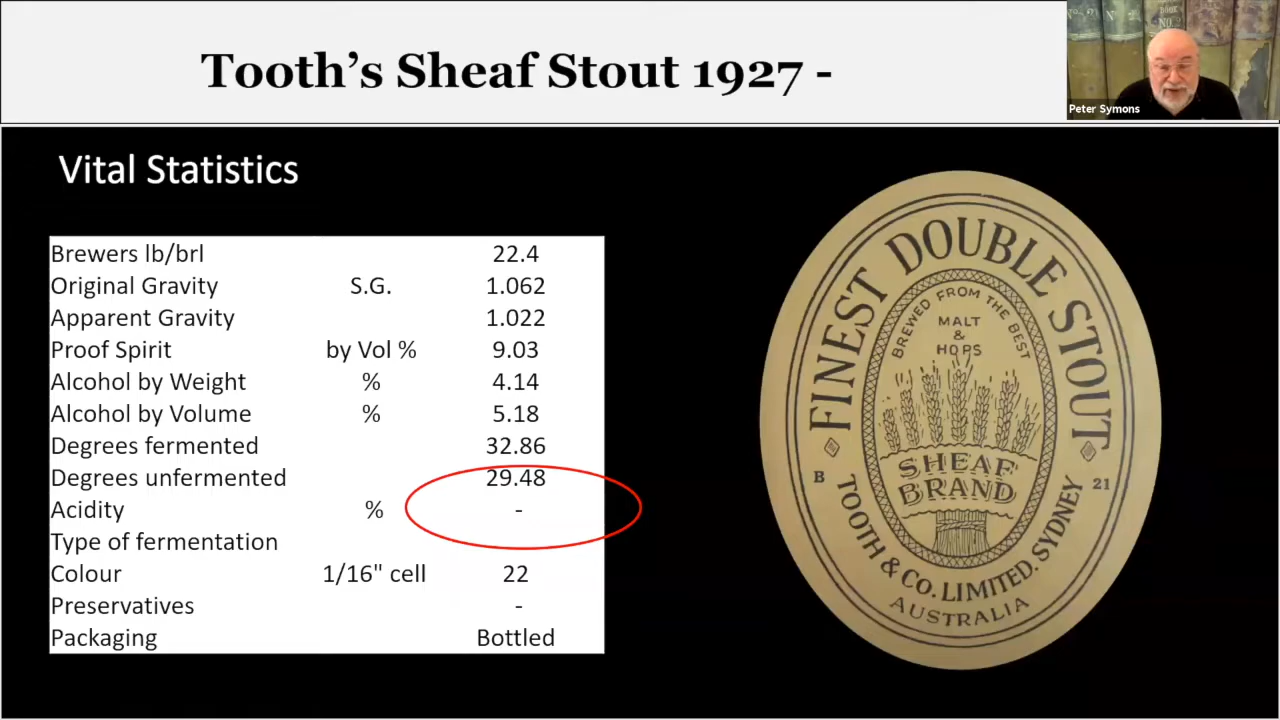 Tooth’s Sheaf Stout 1927 -
Peter Symons
Vital Statistics
Brewers lb/brl 22.4
Original Gravity S.G. 1.062
Apparent Gravity 1.022
Proof Spirit by Vol % 9.03
Alcohol by Weight % 4.14
Alcohol by Volume % 5.18
Degrees fermented 32.86
Degrees unfermented 29.48
Acidity % -
Type of fermentation
Colour 1/16" cell 22
Preservatives -
Packaging Bottled
FINEST DOUBLE STOUT
BREWED FROM THE BEST
MALT
&
HOPS
SHEAF
BRAND
B 21
TOOTH & CO. LIMITED. SYDNEY
AUSTRALIA